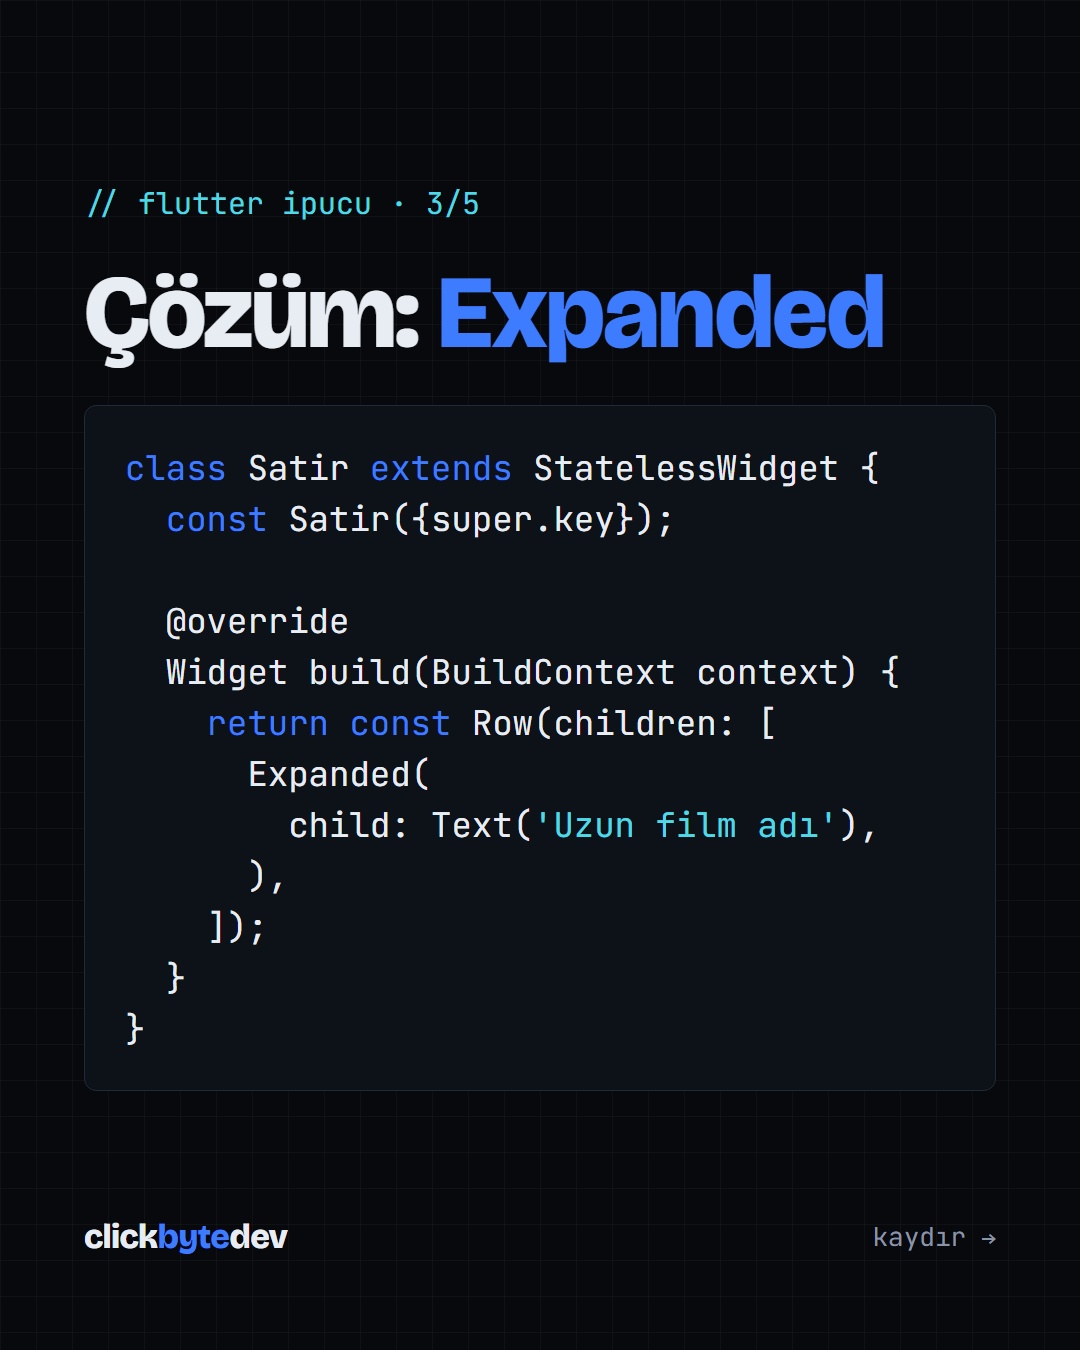 // flutter ipucu · 3/5
Çözüm: Expanded
class Satir extends StatelessWidget {
  const Satir({super.key});

  @override
  Widget build(BuildContext context) {
    return const Row(children: [
      Expanded(
        child: Text('Uzun film adı'),
      ),
    ]);
  }
}
clickbytedev
kaydır →